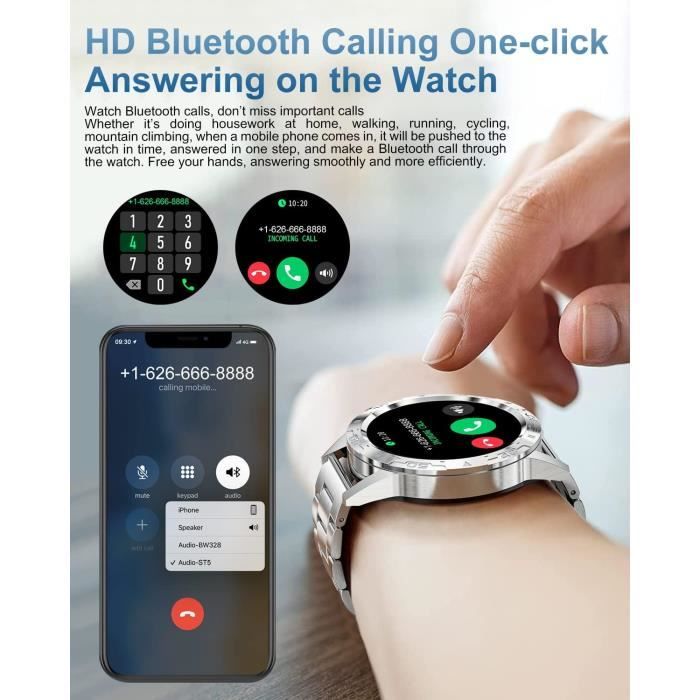 HD Bluetooth Calling One-click
Answering on the Watch
Watch Bluetooth calls, don't miss important calls
Whether it's doing housework at home, walking, running, cycling,
mountain climbing, when a mobile phone comes in, it will be pushed to the
watch in time, answered in one step, and make a Bluetooth call through
the watch. Free your hands, answering smoothly and more efficiently.
+1-626-666-8888
1 2 3
4 5 6
7 8 9
0
10:20
+1-626-666-8888
INCOMING CALL
09:30
4G
+1-626-666-8888
calling mobile...
mute keypad audio
iPhone
Speaker
add call
Audio-BW328
✓ Audio-ST5